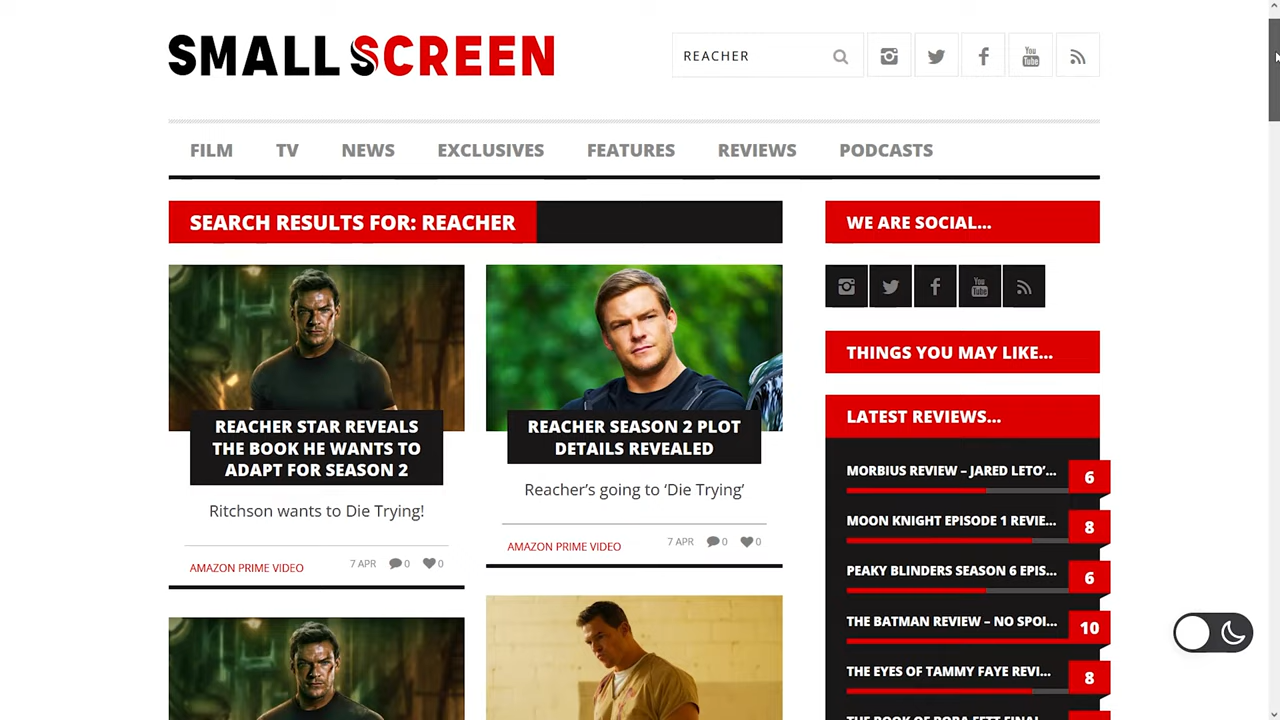 SMALL SCREEN
REACHER
FILM
TV
NEWS
EXCLUSIVES
FEATURES
REVIEWS
PODCASTS
SEARCH RESULTS FOR: REACHER
REACHER STAR REVEALS
THE BOOK HE WANTS TO
ADAPT FOR SEASON 2
Ritchson wants to Die Trying!
AMAZON PRIME VIDEO
7 APR
0
0
REACHER SEASON 2 PLOT
DETAILS REVEALED
Reacher's going to 'Die Trying'
AMAZON PRIME VIDEO
7 APR
0
0
WE ARE SOCIAL...
You Tube
THINGS YOU MAY LIKE...
LATEST REVIEWS...
MORBIUS REVIEW – JARED LETO'... 6
MOON KNIGHT EPISODE 1 REVIE... 8
PEAKY BLINDERS SEASON 6 EPIS... 6
THE BATMAN REVIEW – NO SPOI... 10
THE EYES OF TAMMY FAYE REVI... 8